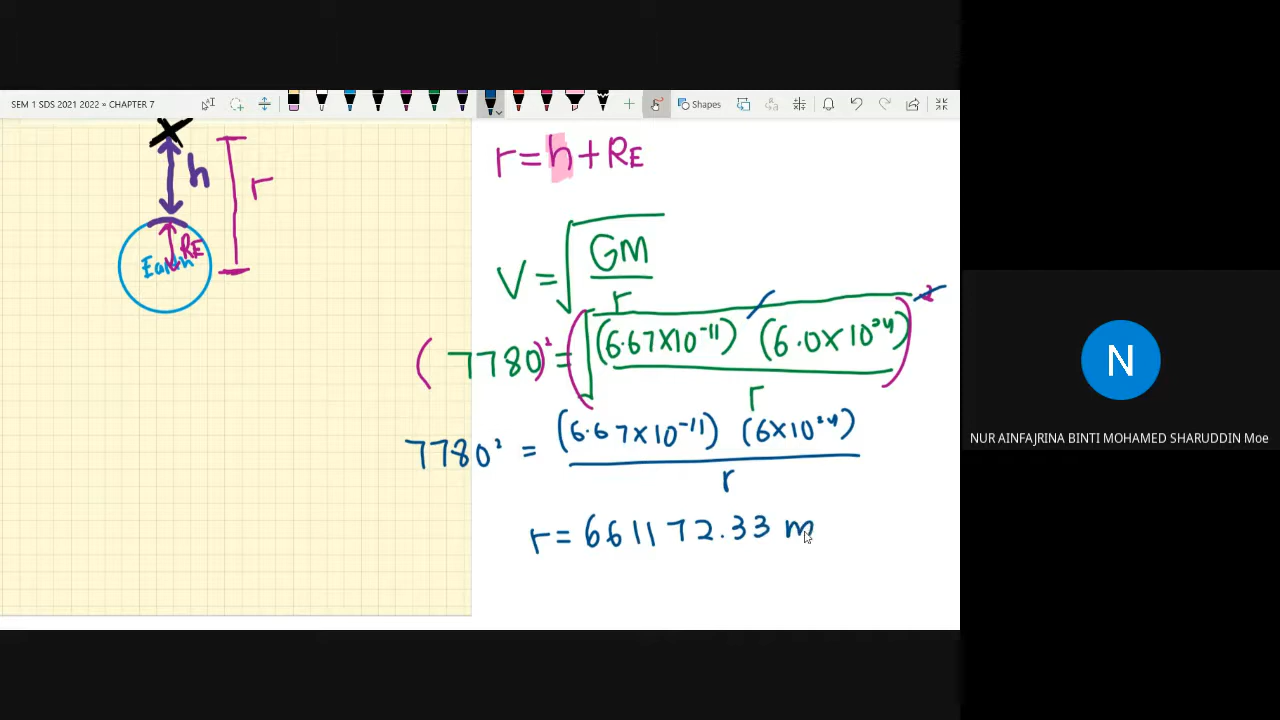 SEM 1 SDS 2021 2022 » CHAPTER 7
Shapes
h
r
RE
Earth
r = h + RE
V = √(GM / r)
(7780)² = (√((6.67×10⁻¹¹) (6.0×10²⁴) / r))²
7780² = (6.67×10⁻¹¹) (6×10²⁴) / r
r = 661172.33 m
N
NUR AINFAJRINA BINTI MOHAMED SHARUDDIN Moe